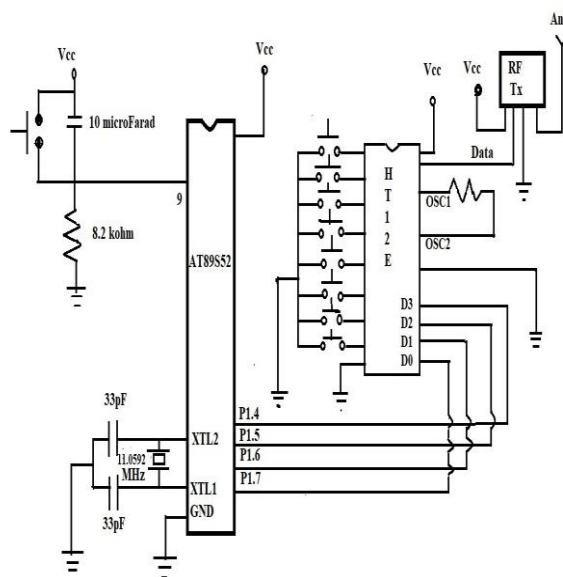 An
Vcc
Vcc
RF
Tx
Vcc
Vcc
10 microFarad
Data
H
T
1
2
E
OSC1
OSC2
9
8.2 kohm
AT89S52
D3
D2
D1
D0
33pF
P1.4
P1.5
P1.6
P1.7
XTL2
11.0592
MHz
XTL1
GND
33pF